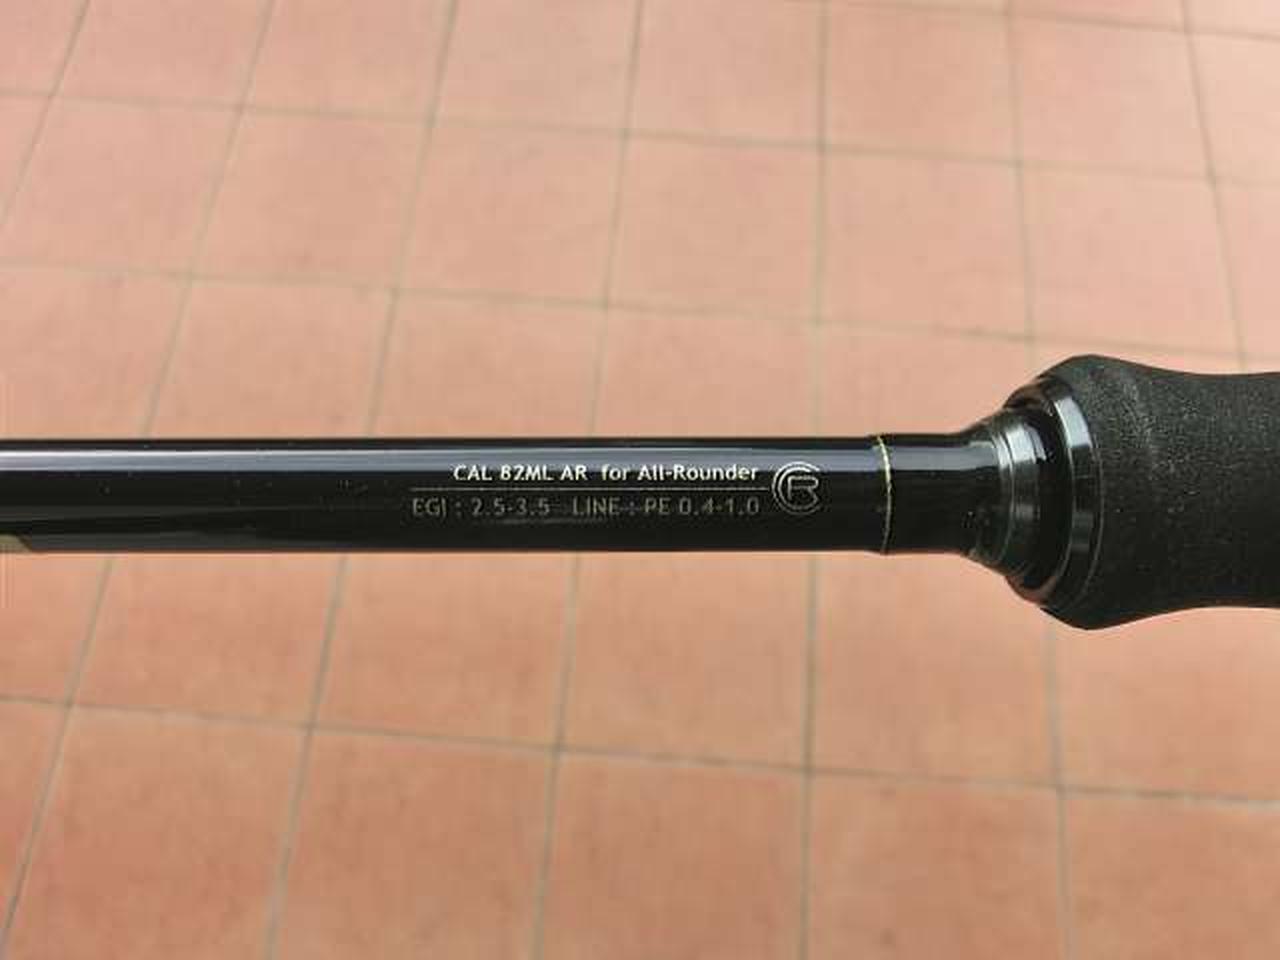 CAL 82ML AR for All-Rounder
EGI : 2.5-3.5 LINE : PE 0.4-1.0